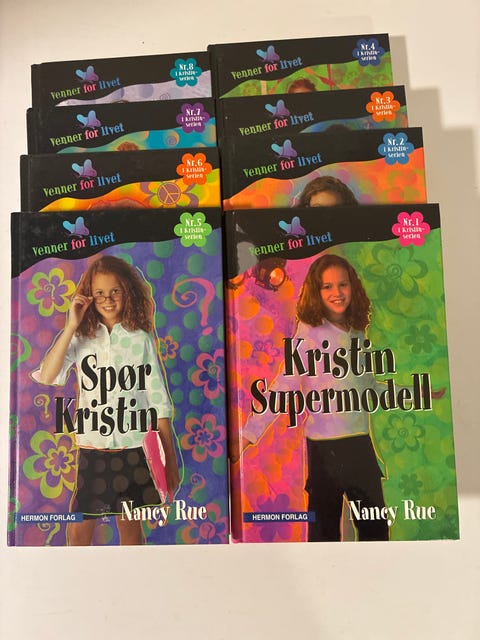 venner for livet
Nr. 8
i Kristin-
serien
venner for livet
Nr. 7
i Kristin-
serien
venner for livet
Nr. 6
i Kristin-
serien
venner for livet
Nr. 5
i Kristin-
serien
Spør
Kristin
HERMON FORLAG
Nancy Rue
venner for livet
Nr. 4
i Kristin-
serien
venner for livet
Nr. 3
i Kristin-
serien
venner for livet
Nr. 2
i Kristin-
serien
venner for livet
Nr. 1
i Kristin-
serien
Kristin
Supermodell
HERMON FORLAG
Nancy Rue